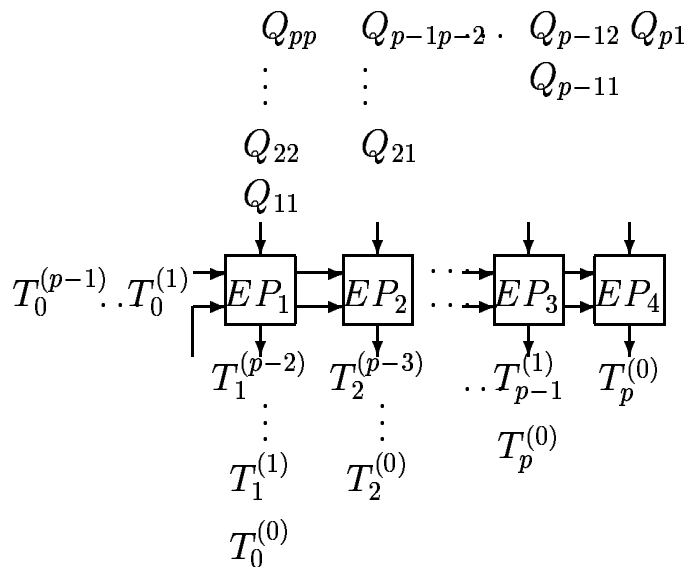 Q_{pp} Q_{p-1p-2} . . . Q_{p-12} Q_{p1}
⋮ ⋮ Q_{p-11}
Q_{22} Q_{21}
Q_{11}
T_0^{(p-1)} . . . T_0^{(1)} EP_1 EP_2 . . . EP_3 EP_4
. . .
T_1^{(p-2)} T_2^{(p-3)} . . . T_{p-1}^{(1)} T_p^{(0)}
⋮ ⋮ T_p^{(0)}
T_1^{(1)} T_2^{(0)}
T_0^{(0)}